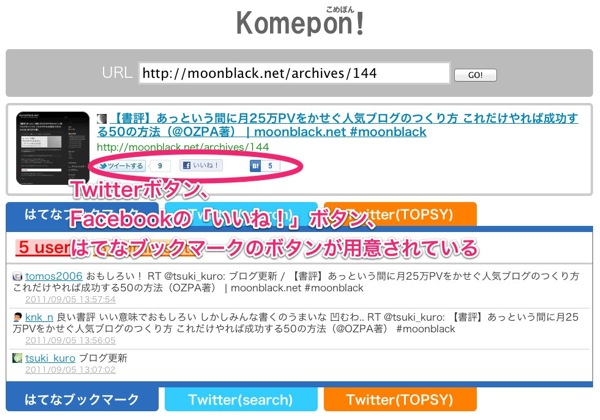 こめぽん
Komepon!
URL http://moonblack.net/archives/144 GO!
【書評】あっという間に月25万PVをかせぐ人気ブログのつくり方 これだけやれば成功す
る50の方法（@OZPA著） | moonblack.net #moonblack
http://moonblack.net/archives/144
ツイートする 9 いいね！ B! 5
Twitterボタン、
Facebookの「いいね！」ボタン、
はてなブックマークのボタンが用意されている
はてなブックマーク Twitter(search) Twitter(TOPSY)
5 user
tomos2006 おもしろい！ RT @tsuki_kuro: ブログ更新 / 【書評】あっという間に月25万PVをかせぐ人気ブログのつくり方
これだけやれば成功する50の方法（@OZPA著） | moonblack.net #moonblack
2011/09/05 13:57:54
knk_n 良い書評 いい意味でおもしろい しかしみんな書くのうまいな 凹むわ.. RT @tsuki_kuro: 【書評】あっという間に月25
万PVをかせぐ人気ブログのつくり方 これだけやれば成功する50の方法（@OZPA著） #moonblack
2011/09/05 13:56:05
tsuki_kuro ブログ更新
2011/09/05 13:07:02
はてなブックマーク Twitter(search) Twitter(TOPSY)